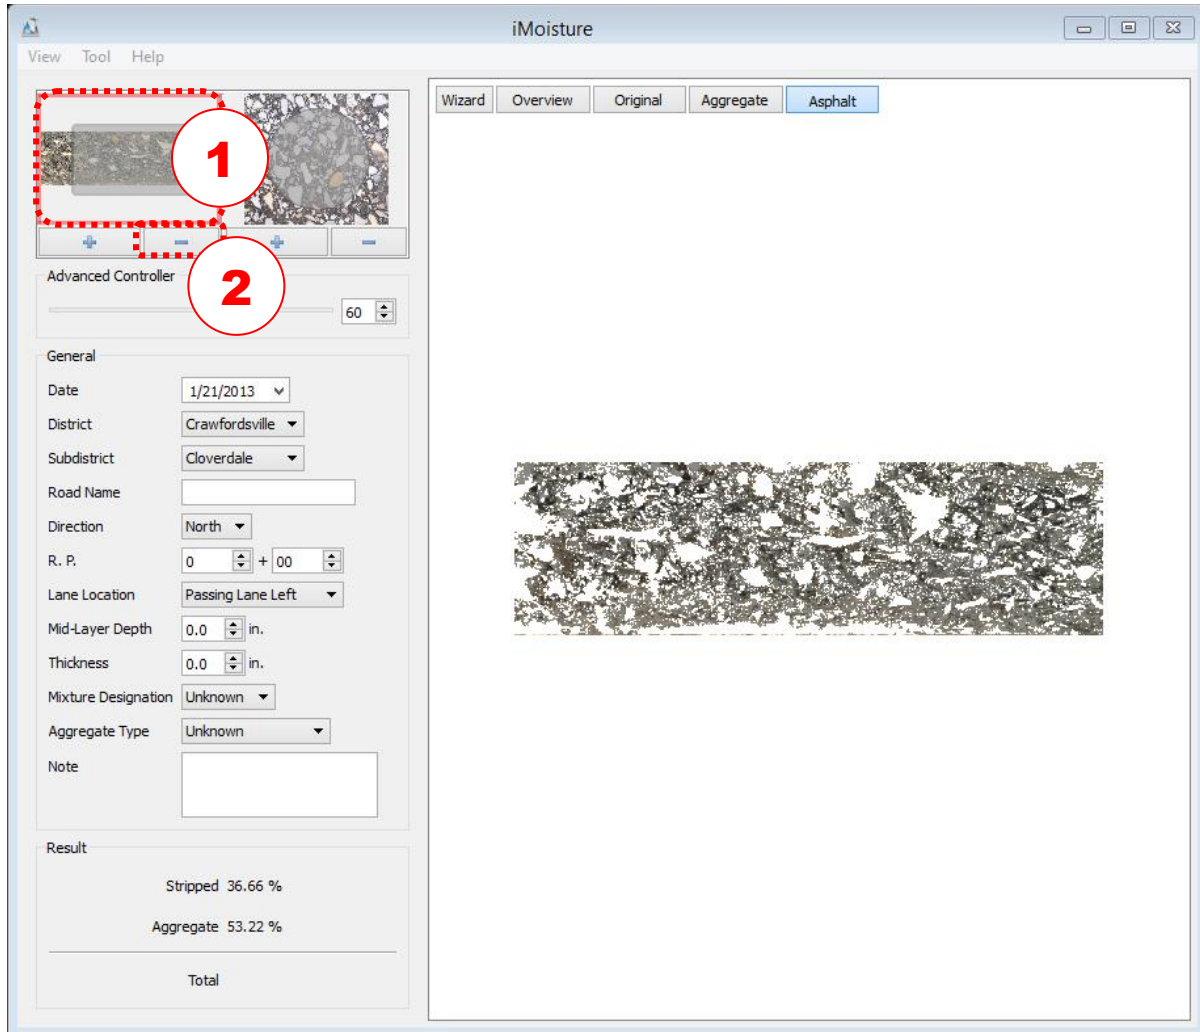 iMoisture
View Tool Help
1
2
Wizard Overview Original Aggregate Asphalt
Advanced Controller
60
General
Date 1/21/2013
District Crawfordsville
Subdistrict Cloverdale
Road Name
Direction North
R. P. 0 + 00
Lane Location Passing Lane Left
Mid-Layer Depth 0.0 in.
Thickness 0.0 in.
Mixture Designation Unknown
Aggregate Type Unknown
Note
Result
Stripped 36.66 %
Aggregate 53.22 %
Total